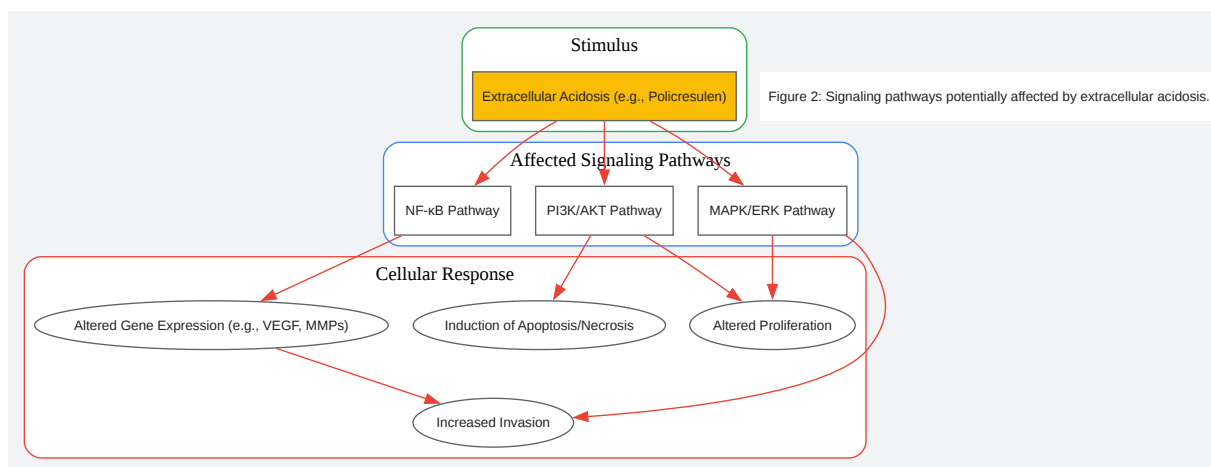 Stimulus
Extracellular Acidosis (e.g., Policresulen)
Figure 2: Signaling pathways potentially affected by extracellular acidosis.
Affected Signaling Pathways
NF-κB Pathway
PI3K/AKT Pathway
MAPK/ERK Pathway
Cellular Response
Altered Gene Expression (e.g., VEGF, MMPs)
Induction of Apoptosis/Necrosis
Altered Proliferation
Increased Invasion